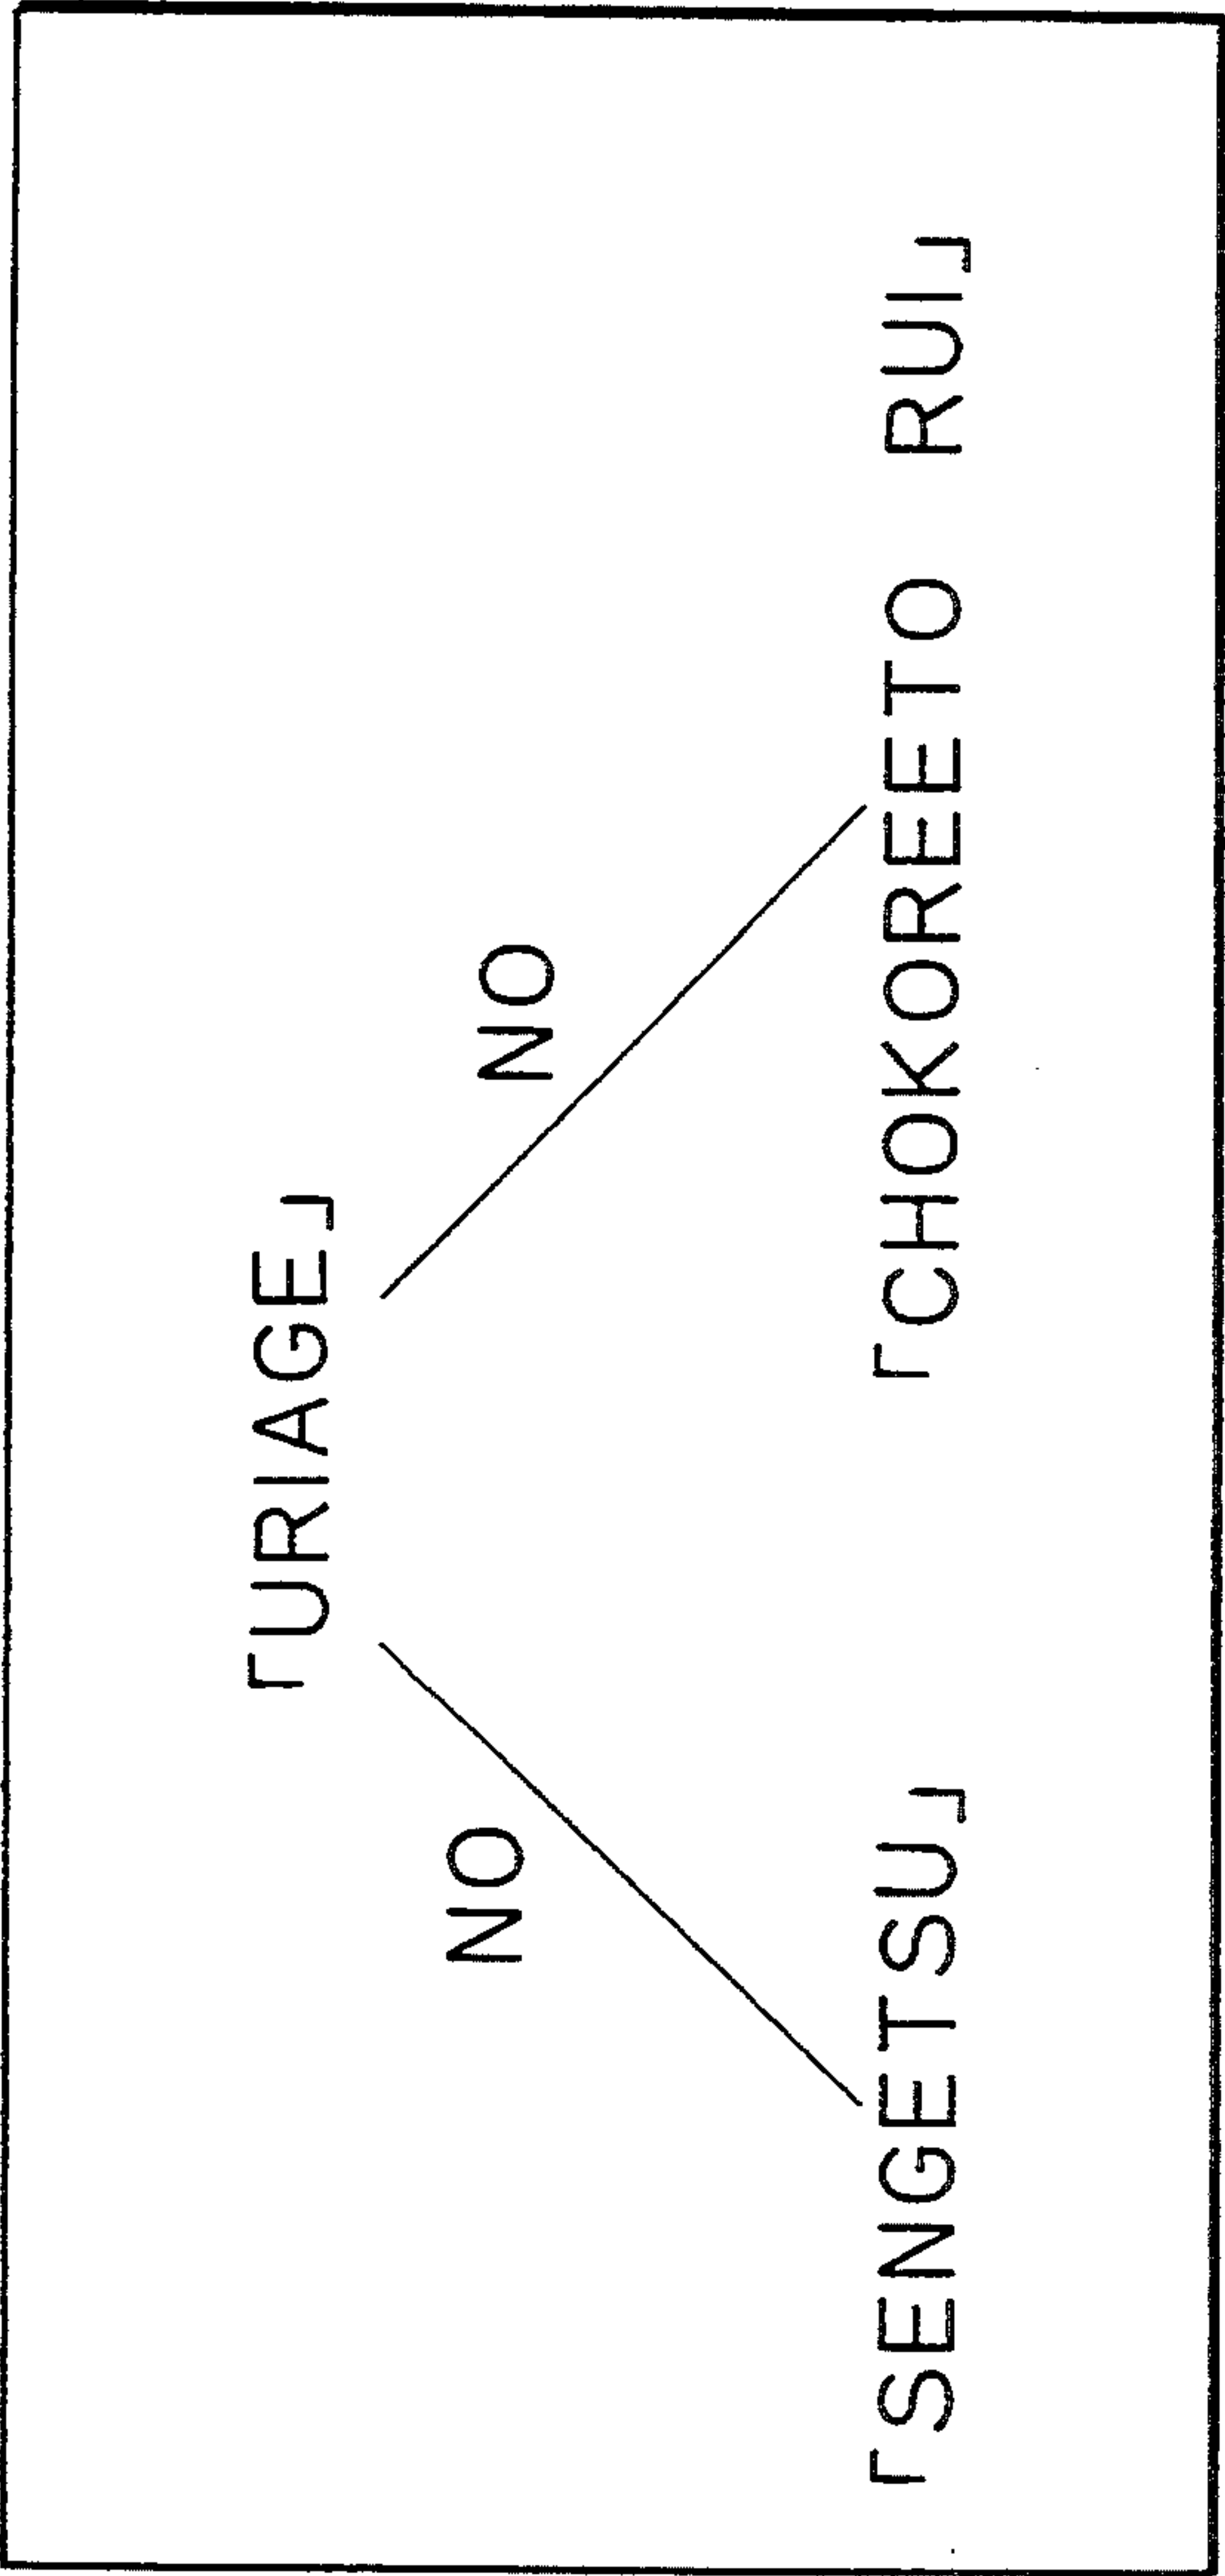 「URIAGE」
NO
NO
「SENGETSU」
「CHOKOREETO RUI」